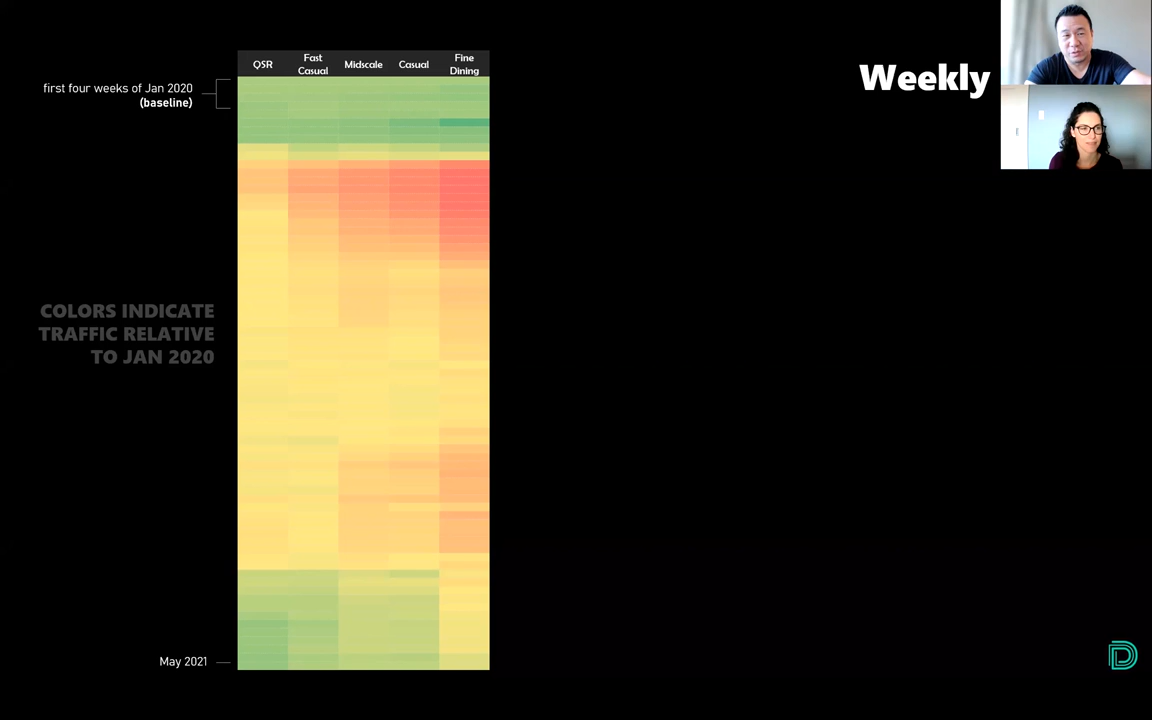 Weekly
QSR
Fast
Casual
Midscale
Casual
Fine
Dining
first four weeks of Jan 2020
(baseline)
COLORS INDICATE
TRAFFIC RELATIVE
TO JAN 2020
May 2021